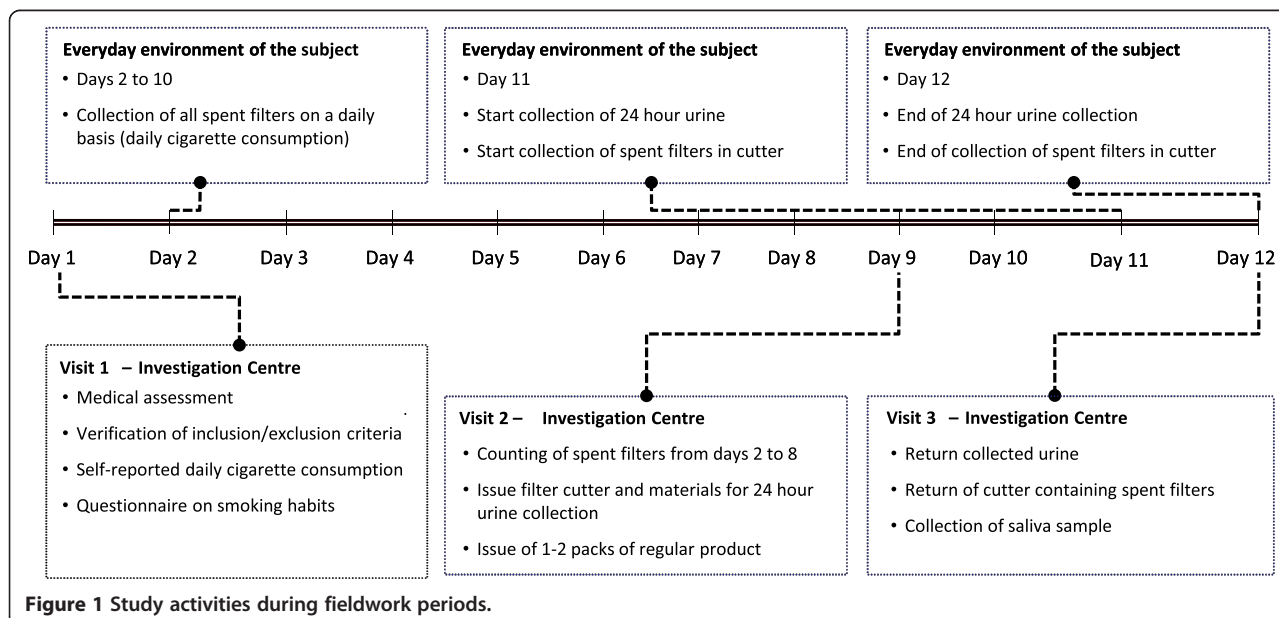 Everyday environment of the subject
• Days 2 to 10
• Collection of all spent filters on a daily
basis (daily cigarette consumption)
Everyday environment of the subject
• Day 11
• Start collection of 24 hour urine
• Start collection of spent filters in cutter
Everyday environment of the subject
• Day 12
• End of 24 hour urine collection
• End of collection of spent filters in cutter
Day 1 Day 2 Day 3 Day 4 Day 5 Day 6 Day 7 Day 8 Day 9 Day 10 Day 11 Day 12
Visit 1 – Investigation Centre
• Medical assessment
• Verification of inclusion/exclusion criteria
• Self-reported daily cigarette consumption
• Questionnaire on smoking habits
Visit 2 – Investigation Centre
• Counting of spent filters from days 2 to 8
• Issue filter cutter and materials for 24 hour
urine collection
• Issue of 1-2 packs of regular product
Visit 3 – Investigation Centre
• Return collected urine
• Return of cutter containing spent filters
• Collection of saliva sample
Figure 1 Study activities during fieldwork periods.